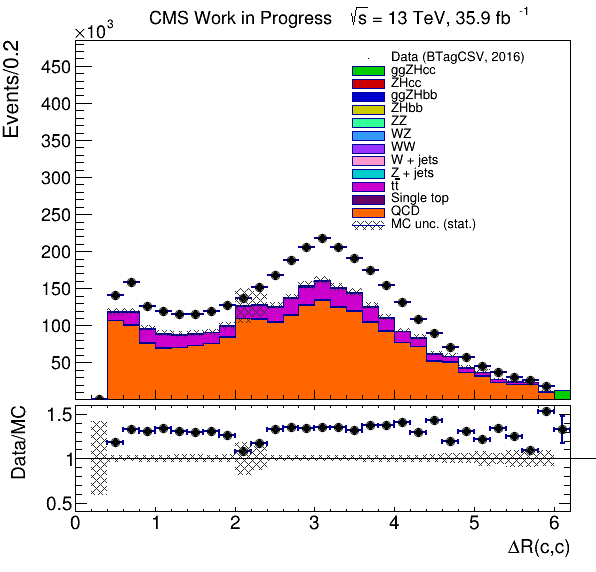 CMS Work in Progress √s = 13 TeV, 35.9 fb⁻¹
×10³
Events/0.2
Data (BTagCSV, 2016)
ggZHcc
ZHcc
ggZHbb
ZHbb
ZZ
WZ
WW
W + jets
Z + jets
tt̄
Single top
QCD
MC unc. (stat.)
450
400
350
300
250
200
150
100
50
Data/MC
1.5
1
0.5
0 1 2 3 4 5 6
ΔR(c,c)